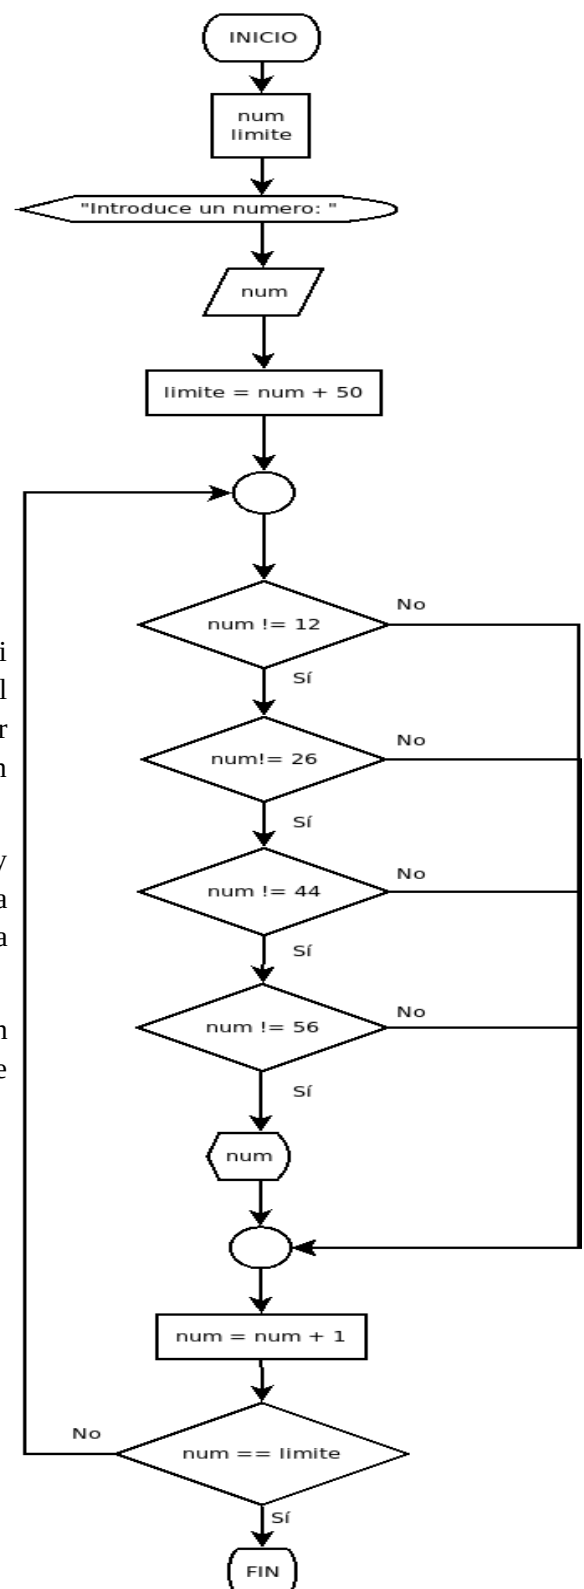 INICIO
num
limite
"Introduce un numero: "
num
limite = num + 50
num != 12
No
Sí
num!= 26
No
Sí
num != 44
No
Sí
num != 56
No
Sí
num
num = num + 1
num == limite
No
Sí
FIN
i
l
r
n
y
a
a
n
e